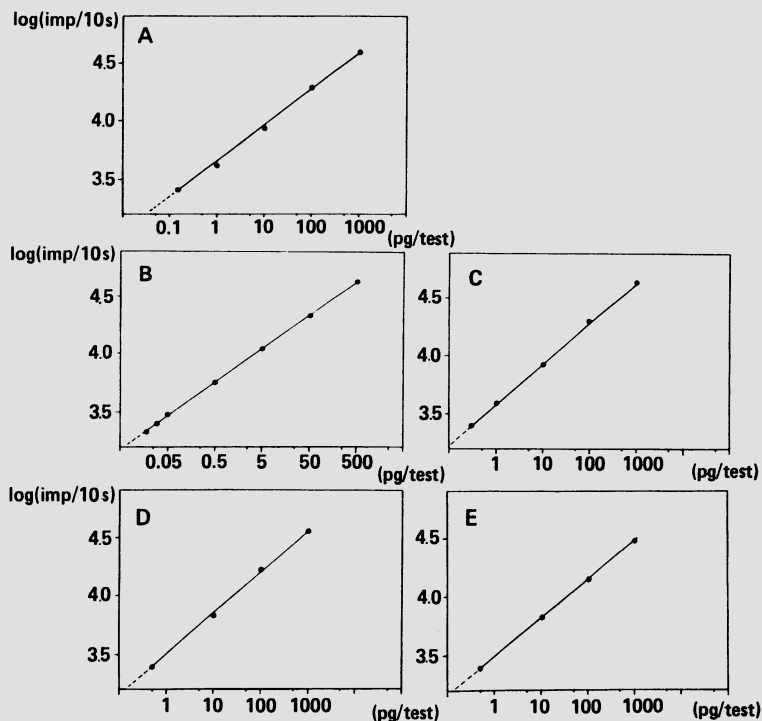 log(imp/10s)
A
4.5
4.0
3.5
0.1 1 10 100 1000 (pg/test)
log(imp/10s)
B
4.5
4.0
3.5
0.05 0.5 5 50 500
(pg/test)
C
4.5
4.0
3.5
1 10 100 1000
(pg/test)
log(imp/10s)
D
4.5
4.0
3.5
1 10 100 1000 (pg/test)
E
4.5
4.0
3.5
1 10 100 1000 (pg/test)